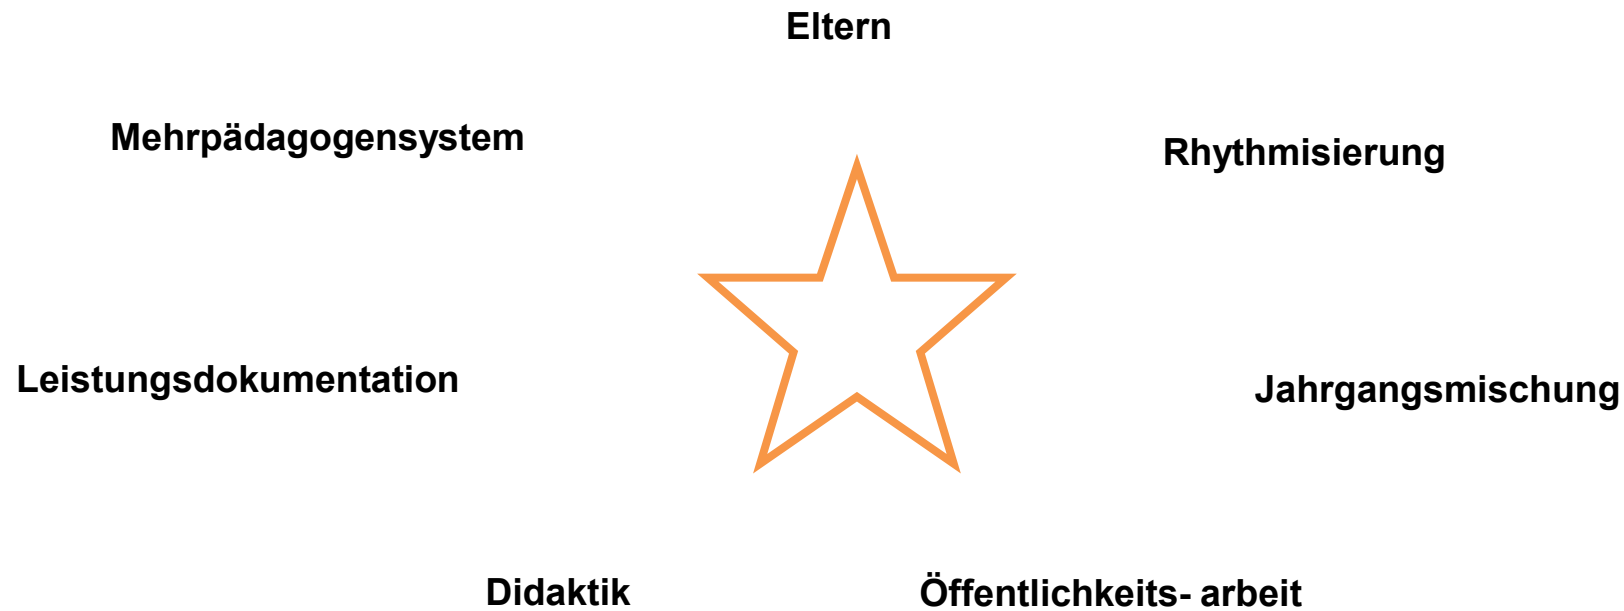 Eltern
Mehrpädagogensystem
Rhythmisierung
Leistungsdokumentation
Jahrgangsmischung
Didaktik
Öffentlichkeits- arbeit